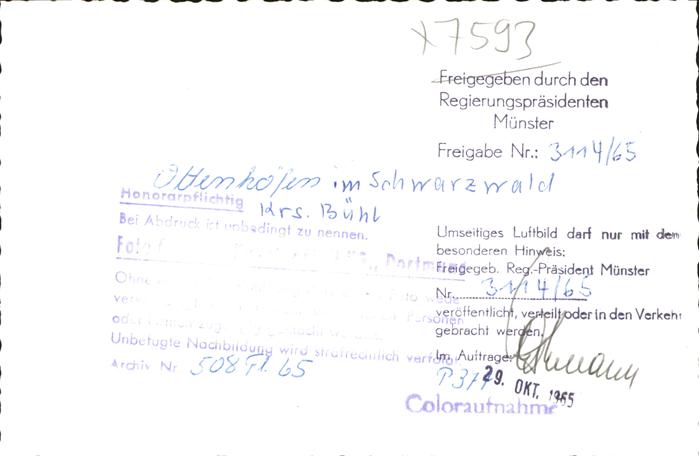 x7593
Freigegeben durch den
Regierungspräsidenten
Münster
Freigabe Nr.: 3114/65
Ottenhöfen im Schwarzwald
Krs. Bühl
Honorarpflichtig
Bei Abdruck ist unbedingt zu nennen.
Dortmund
Ohne
Personen
Unbefugte Nachbildung wird strafrechtlich verfolgt
Archiv Nr 508 Fl. 65
Umseitiges Luftbild darf nur mit dem
besonderen Hinweis:
Freigegeb. Reg.-Präsident Münster
Nr. 3114/65
veröffentlicht, verteilt oder in den Verkehr
gebracht werden.
Im Auftrage:
29. OKT. 1965
Coloraufnahme